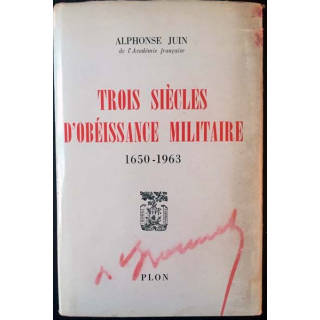 ALPHONSE JUIN
de l'Académie française
TROIS SIÈCLES
D'OBÉISSANCE MILITAIRE
1650-1963
PLON